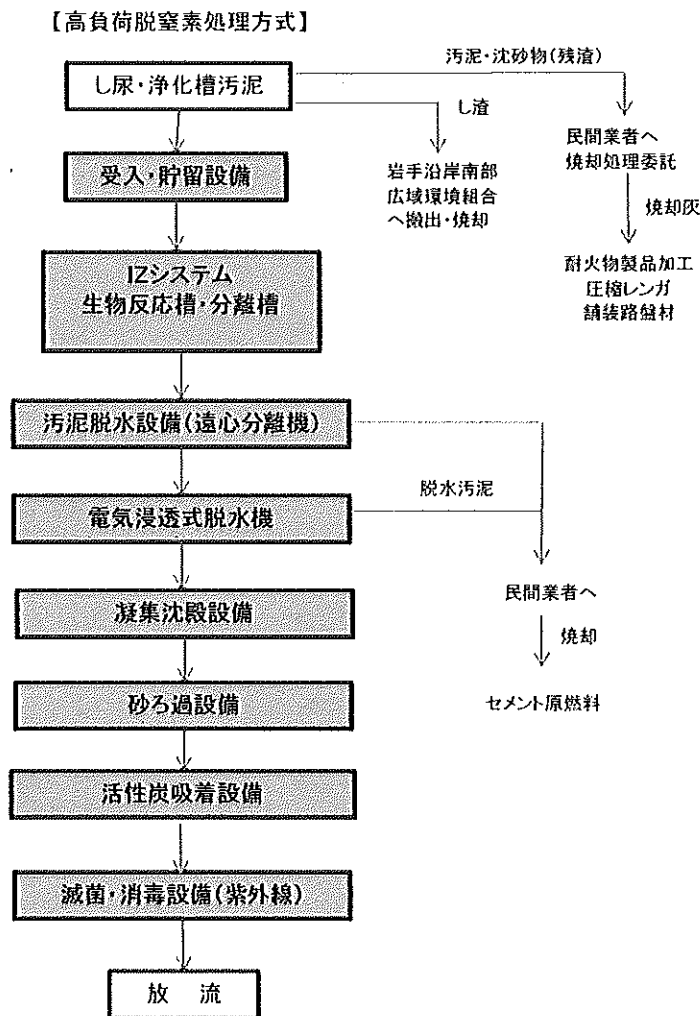 【高負荷脱窒素処理方式】
汚泥・沈砂物(残渣)
し尿・浄化槽汚泥
し渣
民間業者へ
焼却処理委託
岩手沿岸南部
広域環境組合
へ搬出・焼却
受入・貯留設備
焼却灰
耐火物製品加工
圧縮レンガ
舗装路盤材
IZシステム
生物反応槽・分離槽
汚泥脱水設備(遠心分離機)
脱水汚泥
電気浸透式脱水機
民間業者へ
凝集沈殿設備
焼却
セメント原燃料
砂ろ過設備
活性炭吸着設備
滅菌・消毒設備(紫外線)
放 流